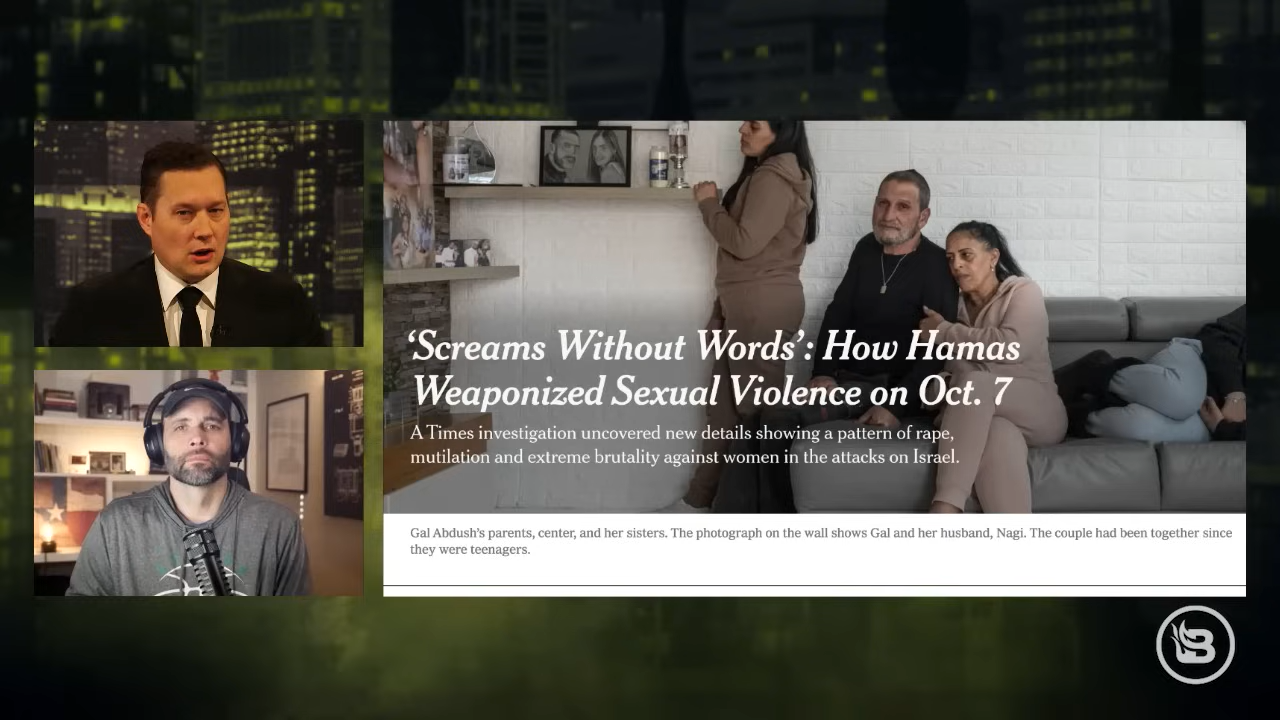 ‘Screams Without Words’: How Hamas
Weaponized Sexual Violence on Oct. 7
A Times investigation uncovered new details showing a pattern of rape,
mutilation and extreme brutality against women in the attacks on Israel.
Gal Abdush’s parents, center, and her sisters. The photograph on the wall shows Gal and her husband, Nagi. The couple had been together since
they were teenagers.
B